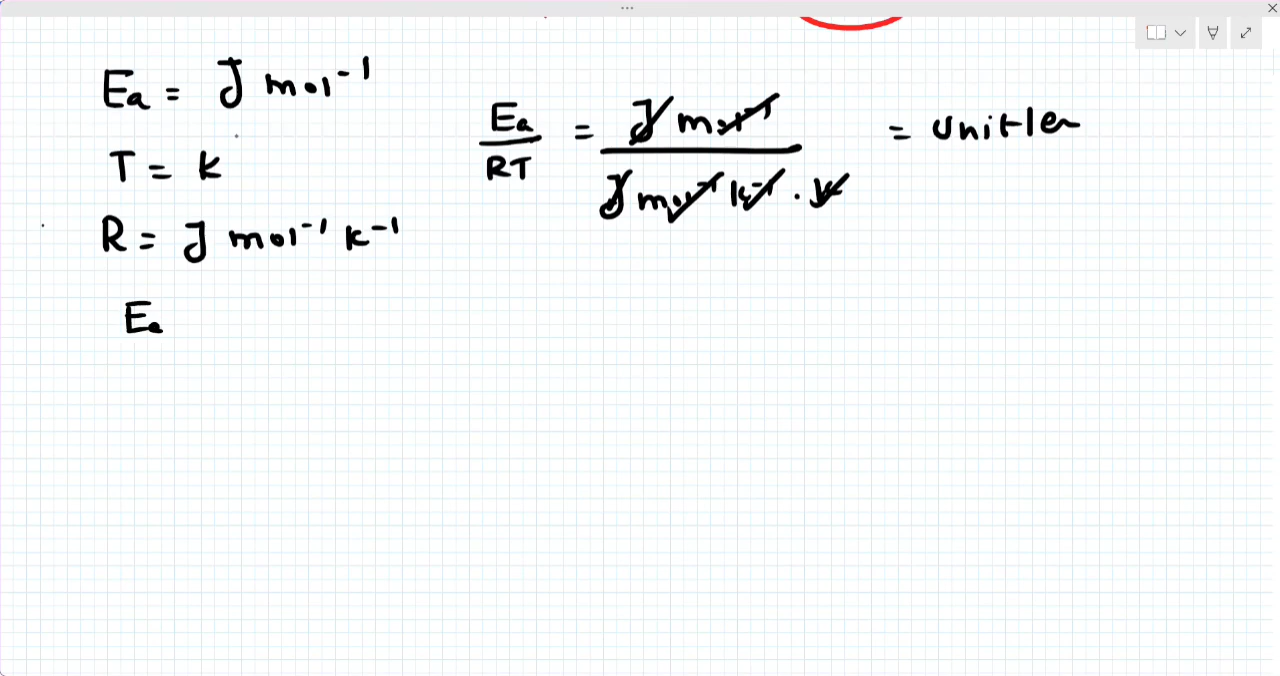 Ea = J mol⁻¹
T = K
R = J mol⁻¹ K⁻¹
Ea
Ea/RT = J mol⁻¹ / J mol⁻¹ K⁻¹ . K = Unitless